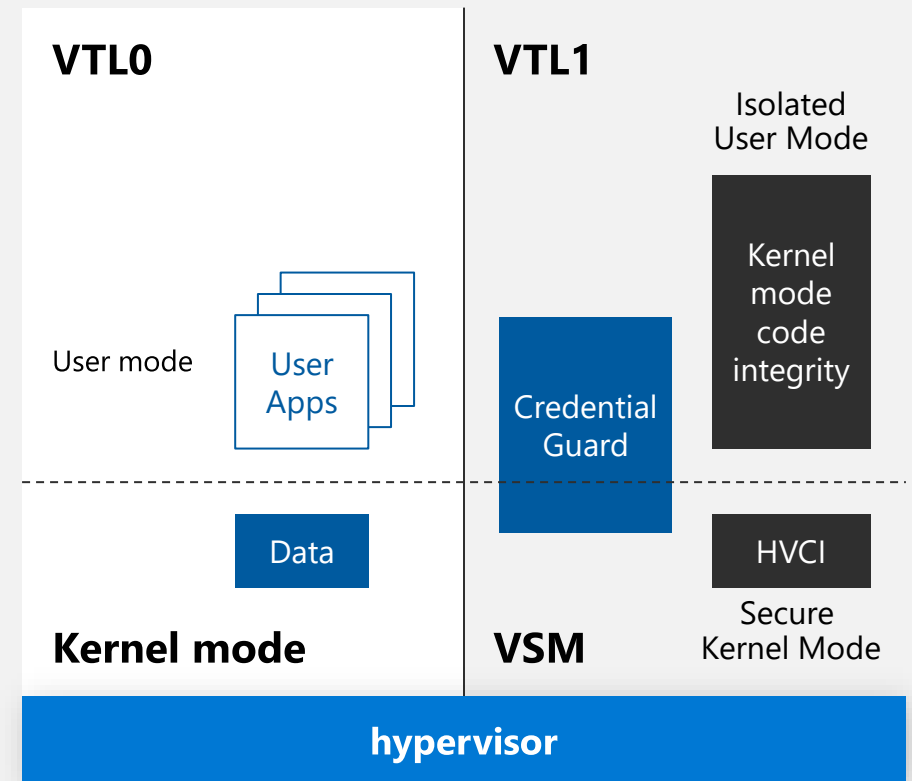 VTL0
VTL1
Isolated
User Mode
Kernel
mode
code
integrity
User mode
User
Apps
Credential
Guard
Data
HVCI
Kernel mode
VSM
Secure
Kernel Mode
hypervisor